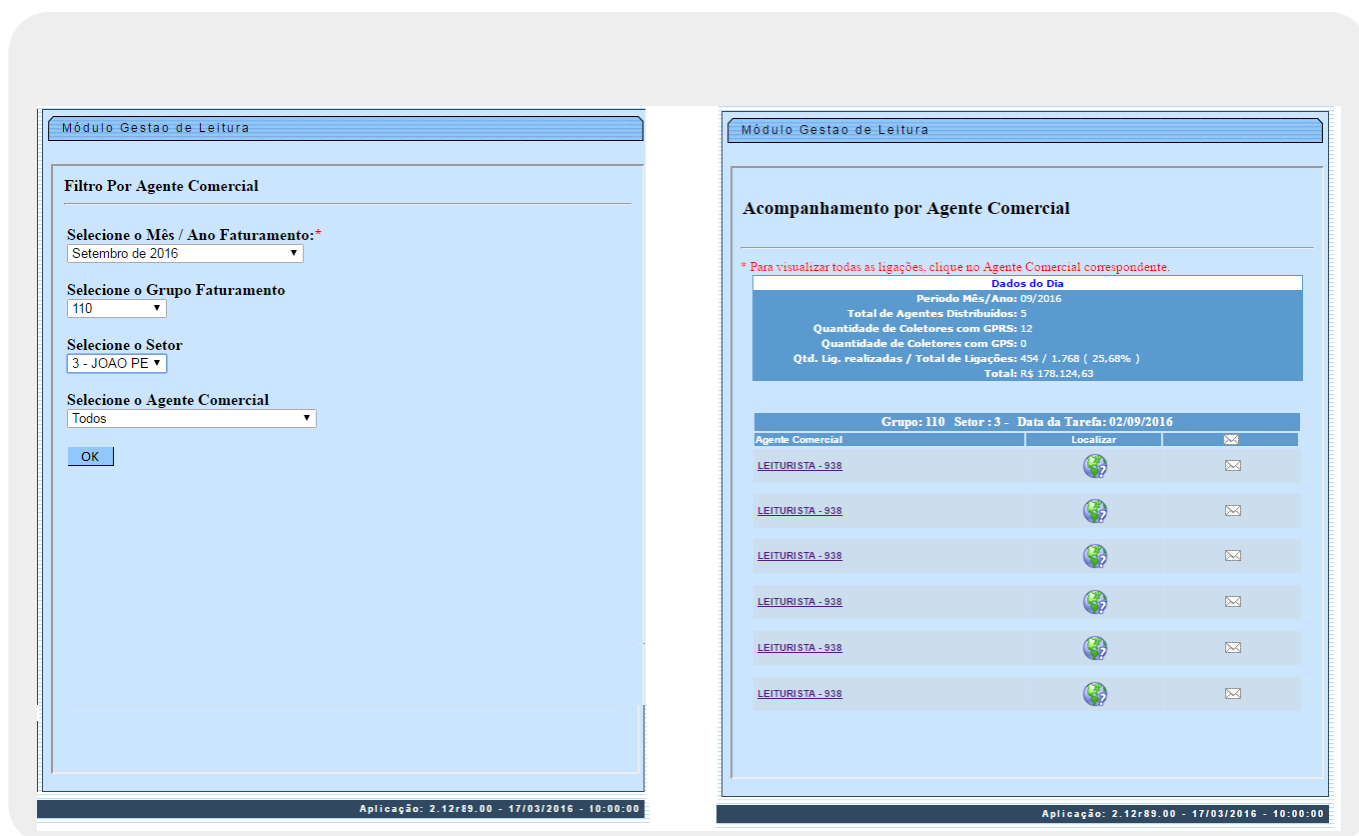 Módulo Gestao de Leitura
Filtro Por Agente Comercial
Selecione o Mês / Ano Faturamento:*
Setembro de 2016
Selecione o Grupo Faturamento
110
Selecione o Setor
3 - JOAO PE
Selecione o Agente Comercial
Todos
OK
Aplicação: 2.12r89.00 - 17/03/2016 - 10:00:00
Módulo Gestao de Leitura
Acompanhamento por Agente Comercial
* Para visualizar todas as ligações, clique no Agente Comercial correspondente.
Dados do Dia
Periodo Mês/Ano: 09/2016
Total de Agentes Distribuídos: 5
Quantidade de Coletores com GPRS: 12
Quantidade de Coletores com GPS: 0
Qtd. Lig. realizadas / Total de Ligações: 454 / 1.768 ( 25,68% )
Total: R$ 178.124,63
Grupo: 110 Setor : 3 - Data da Tarefa: 02/09/2016
Agente Comercial Localizar
LEITURISTA - 938
LEITURISTA - 938
LEITURISTA - 938
LEITURISTA - 938
LEITURISTA - 938
LEITURISTA - 938
Aplicação: 2.12r89.00 - 17/03/2016 - 10:00:00